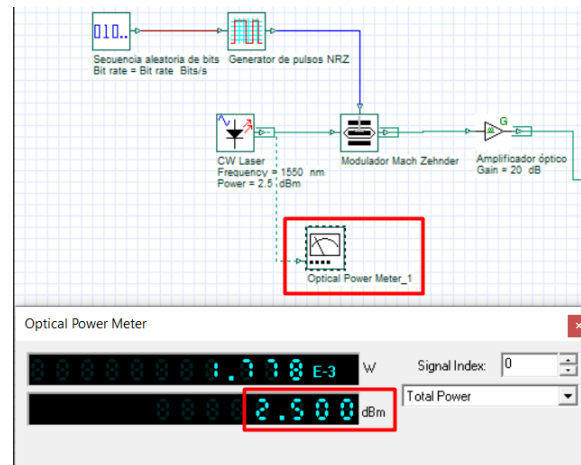 010..
Secuencia aleatoria de bits
Bit rate = Bit rate Bits/s
Generator de pulsos NRZ
CW Laser
Frequency = 1550 nm
Power = 2.5 dBm
Modulador Mach Zehnder
G
Amplificador óptico
Gain = 20 dB
Optical Power Meter_1
Optical Power Meter
1.778 E-3 W
Signal Index: 0
2.500 dBm
Total Power